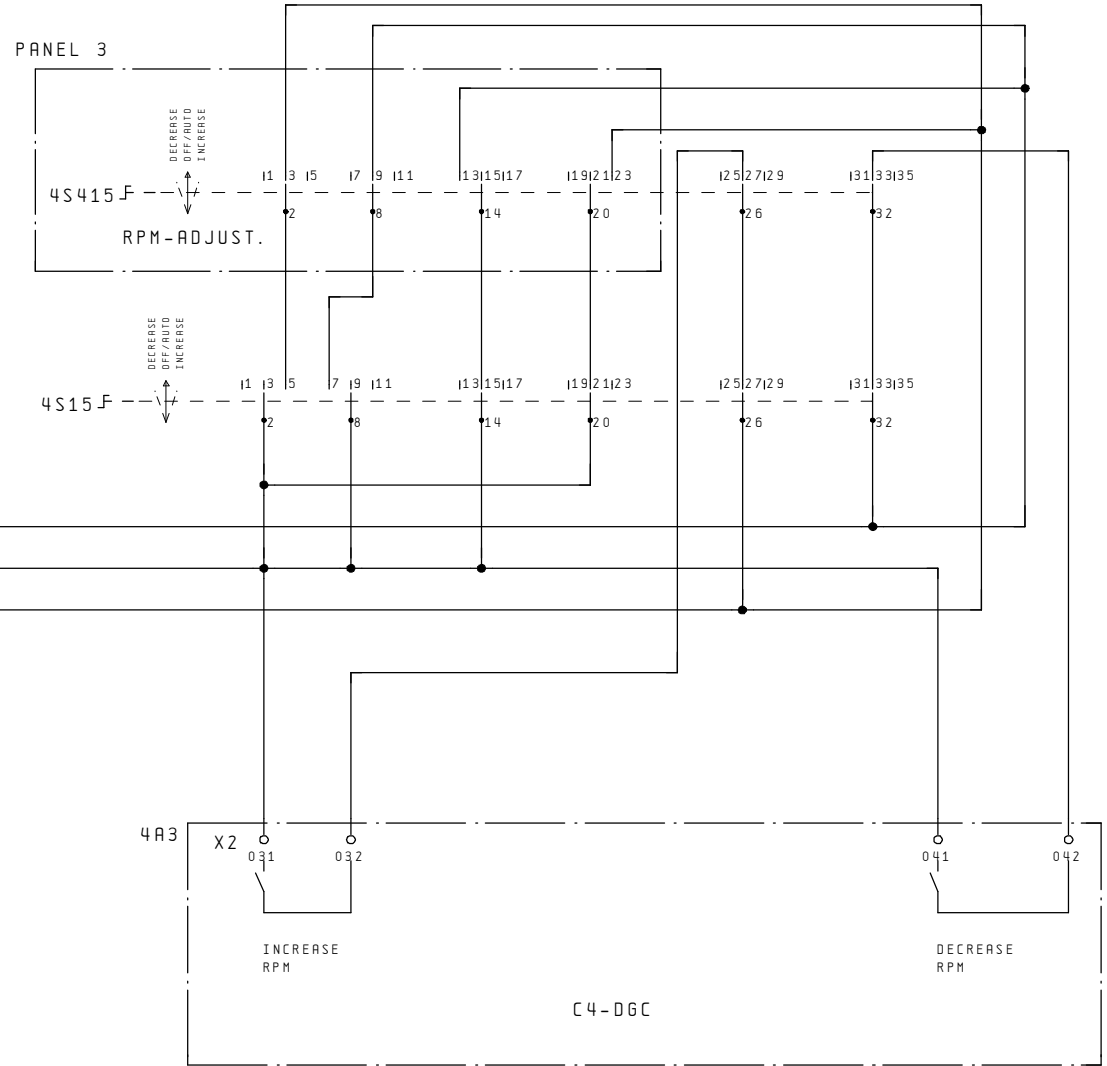 PANEL 3
DECREASE
OFF/AUTO
INCREASE
1 3 5 7 9 11 13 15 17 19 21 23 25 27 29 31 33 35
4S415
2 8 14 20 26 32
RPM-ADJUST.
DECREASE
OFF/AUTO
INCREASE
1 3 5 7 9 11 13 15 17 19 21 23 25 27 29 31 33 35
4S15
2 8 14 20 26 32
4A3
X2
031 032 041 042
INCREASE
RPM
DECREASE
RPM
C4-DGC